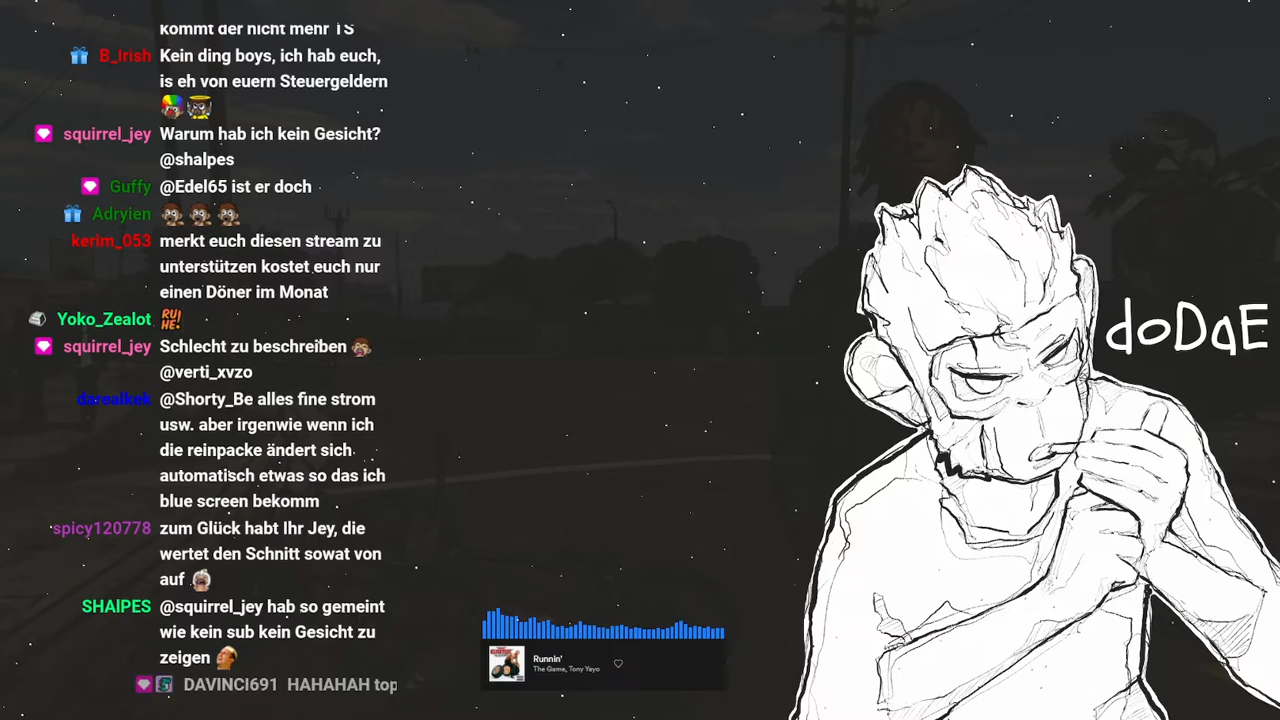 kommt der nicht mehr TS
B_Irish Kein ding boys, ich hab euch,
is eh von euern Steuergeldern
squirrel_jey Warum hab ich kein Gesicht?
@shalpes
Guffy @Edel65 ist er doch
Adryien
kerim_053 merkt euch diesen stream zu
unterstützen kostet euch nur
einen Döner im Monat
Yoko_Zealot RUHE!
squirrel_jey Schlecht zu beschreiben
@verti_xvzo
darealkek @Shorty_Be alles fine strom
usw. aber irgenwie wenn ich
die reinpacke ändert sich
automatisch etwas so das ich
blue screen bekomm
spicy120778 zum Glück habt Ihr Jey, die
wertet den Schnitt sowat von
auf
SHAlPES @squirrel_jey hab so gemeint
wie kein sub kein Gesicht zu
zeigen
DAVINCI691 HAHAHAH top
doDaE
Runnin'
The Game, Tony Yayo